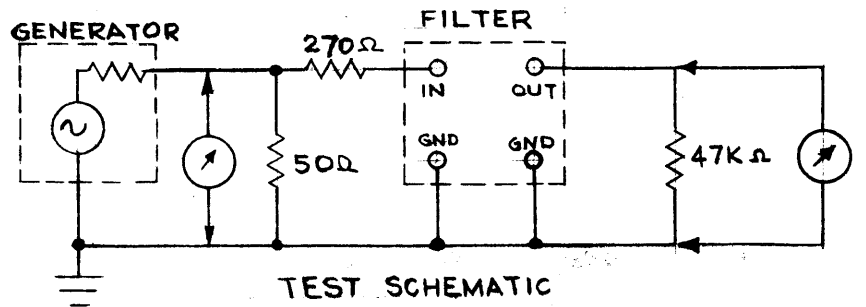 FILTER
GENERATOR
270Ω
IN
OUT
GND
GND
50Ω
47KΩ
TEST SCHEMATIC